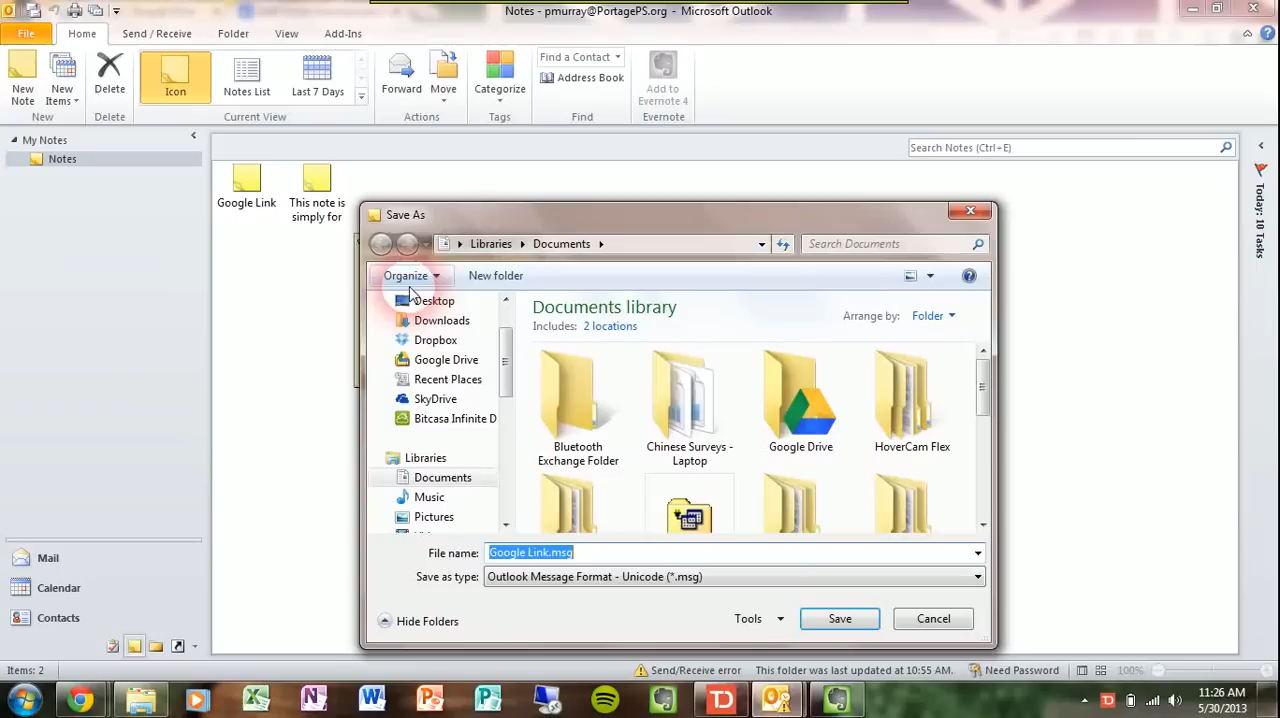 Notes - pmurray@PortagePS.org - Microsoft Outlook
File
Home
Send / Receive
Folder
View
Add-Ins
New Note
New Items
Delete
Icon
Notes List
Last 7 Days
Forward
Move
Categorize
Find a Contact
Address Book
Add to Evernote 4
New
Delete
Current View
Actions
Tags
Find
Evernote
My Notes
Notes
Search Notes (Ctrl+E)
Google Link
This note is
simply for
Today: 10 Tasks
Save As
Libraries
Documents
Search Documents
Organize
New folder
Desktop
Downloads
Dropbox
Google Drive
Recent Places
SkyDrive
Bitcasa Infinite D
Libraries
Documents
Music
Pictures
Documents library
Includes: 2 locations
Arrange by: Folder
Bluetooth
Exchange Folder
Chinese Surveys -
Laptop
Google Drive
HoverCam Flex
File name: Google Link.msg
Save as type: Outlook Message Format - Unicode (*.msg)
Hide Folders
Tools
Save
Cancel
Mail
Calendar
Contacts
Items: 2
Send/Receive error
This folder was last updated at 10:55 AM.
Need Password
100%
11:26 AM
5/30/2013